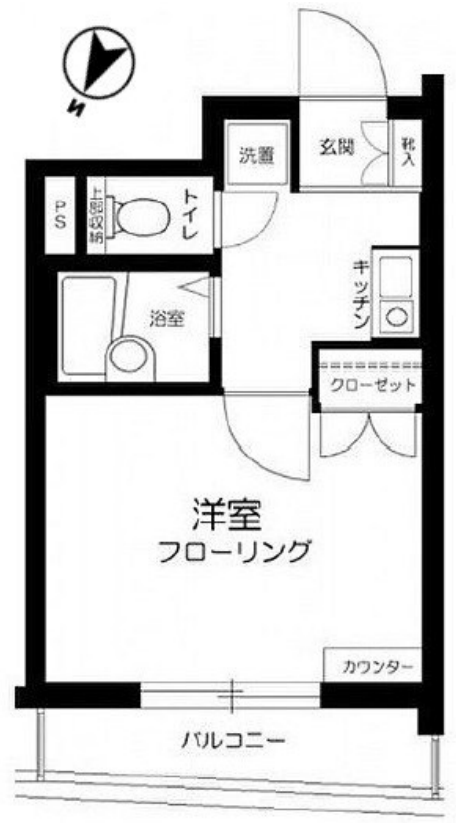 N
洗置
玄関
靴入
PS
上部収納
トイレ
キッチン
浴室
クローゼット
洋室
フローリング
カウンター
バルコニー